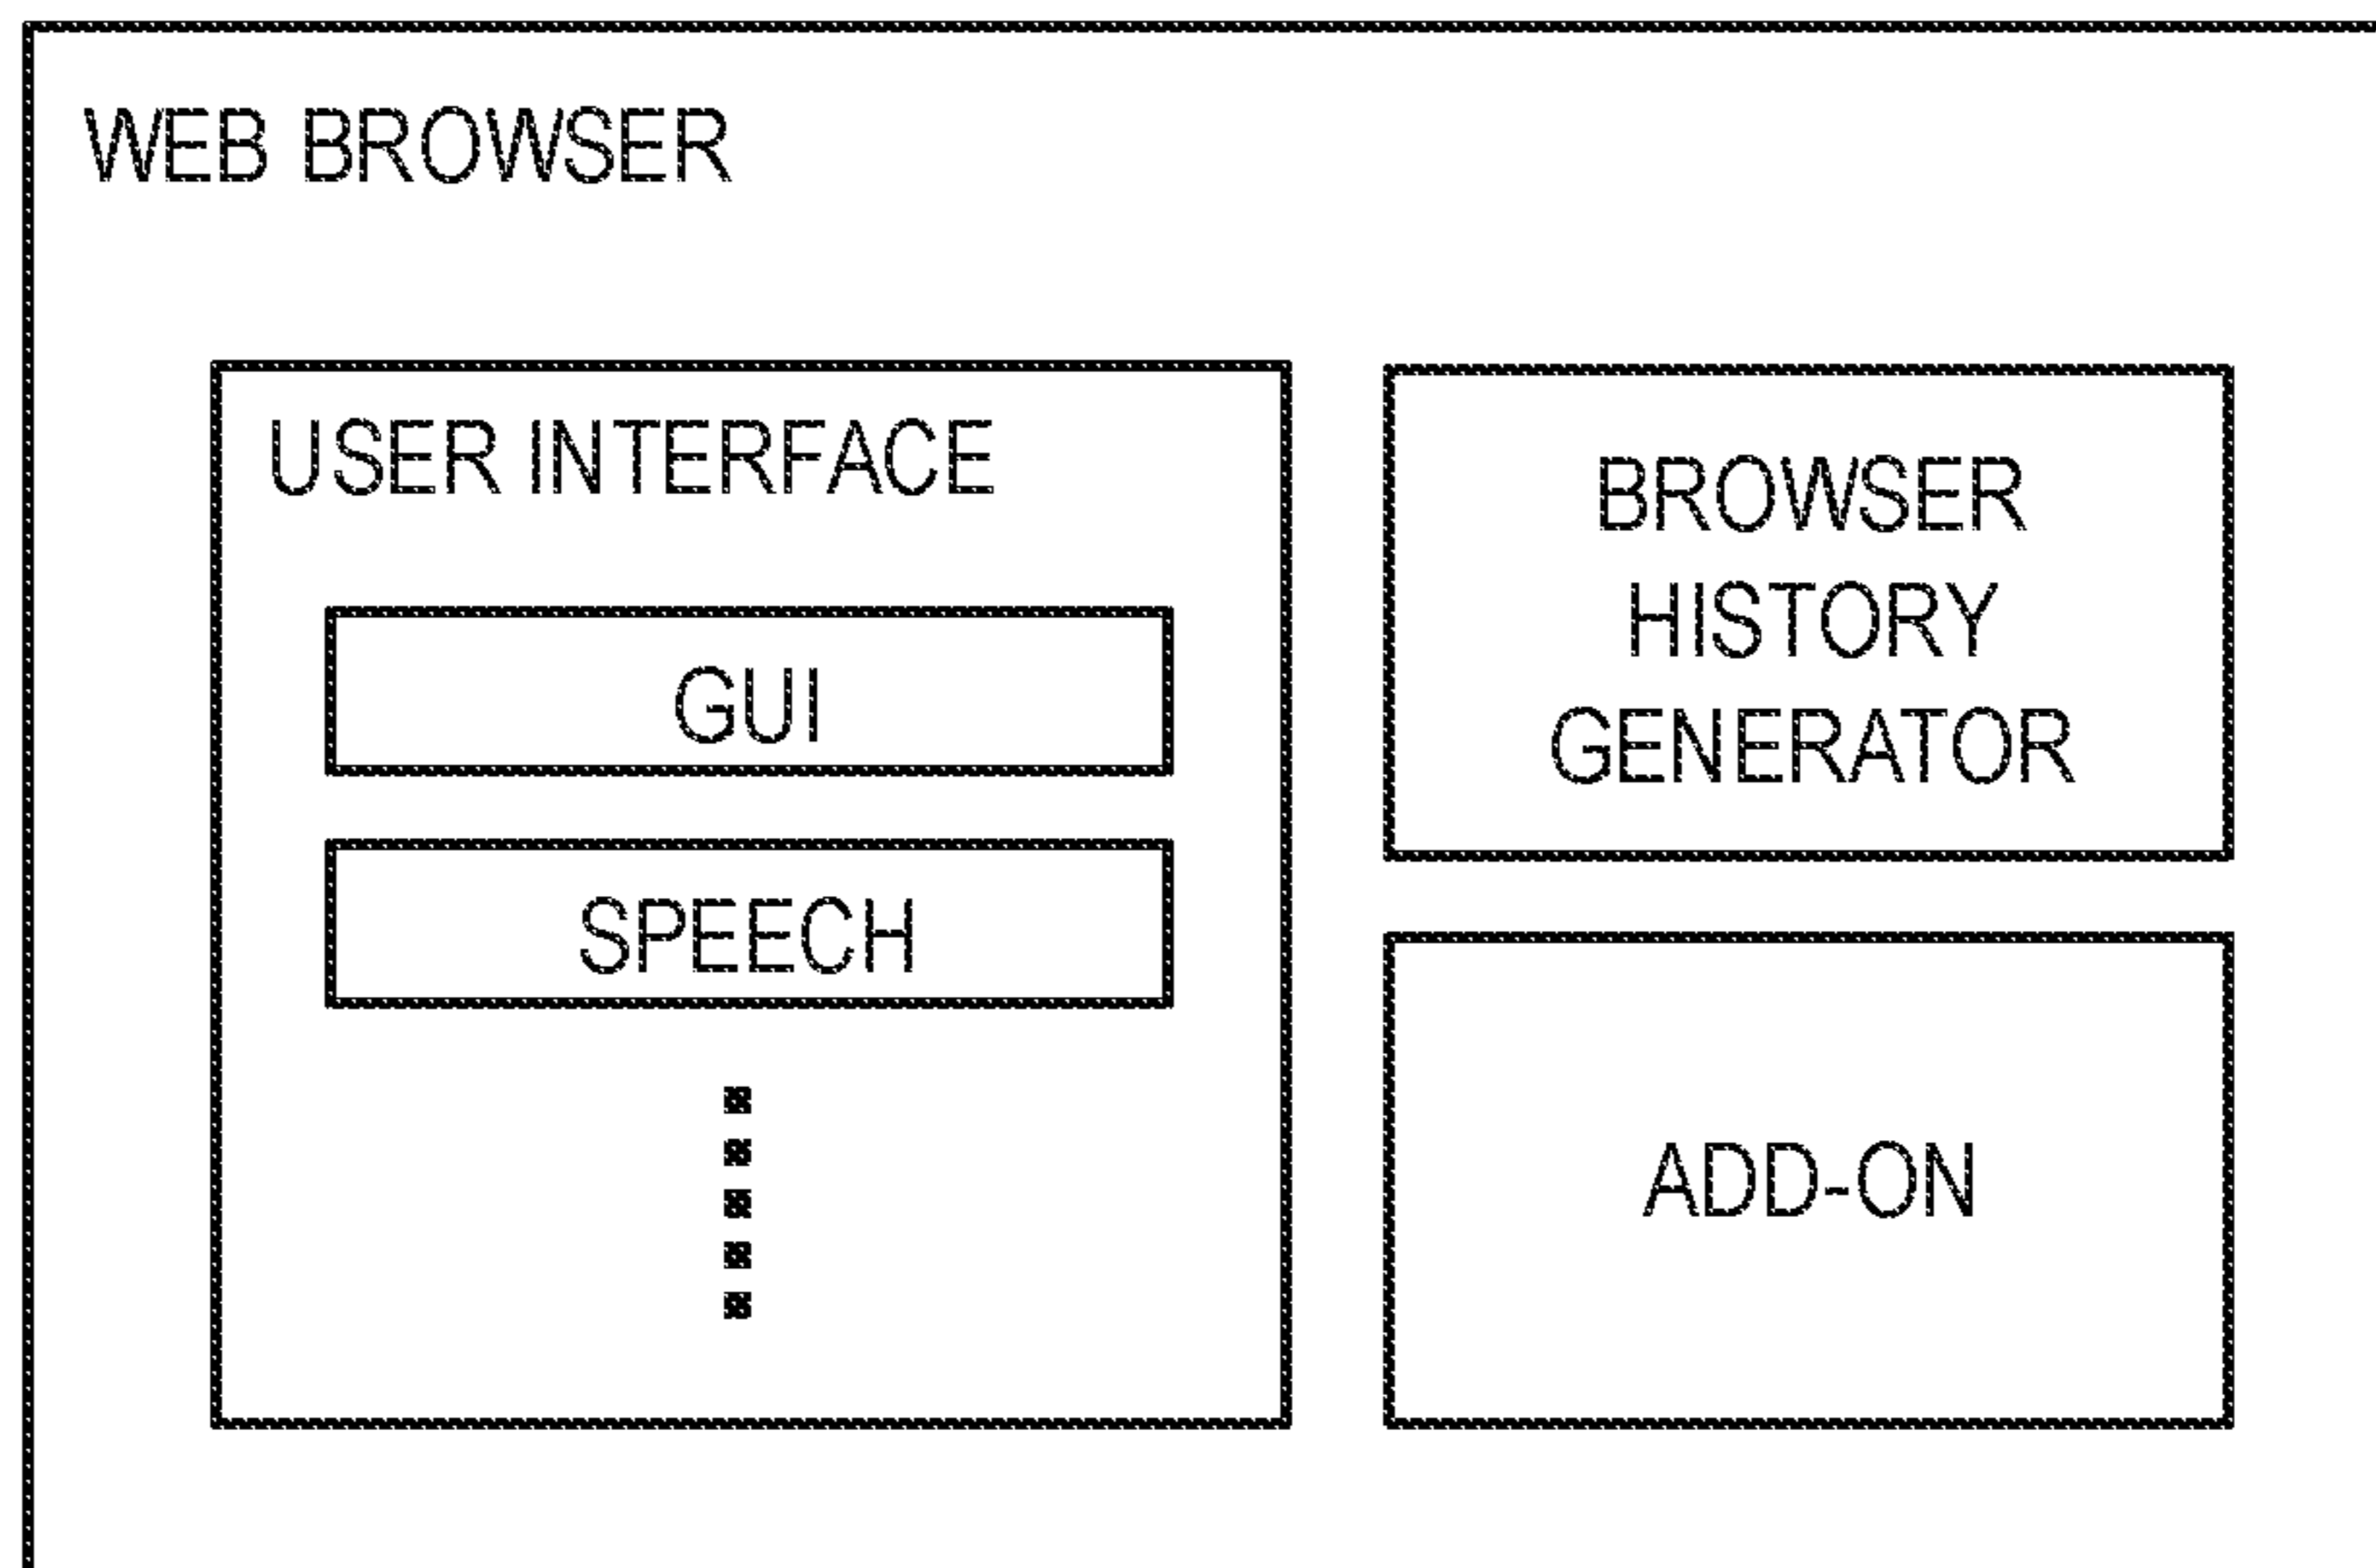 WEB BROWSER
USER INTERFACE
GUI
SPEECH
BROWSER
HISTORY
GENERATOR
ADD-ON